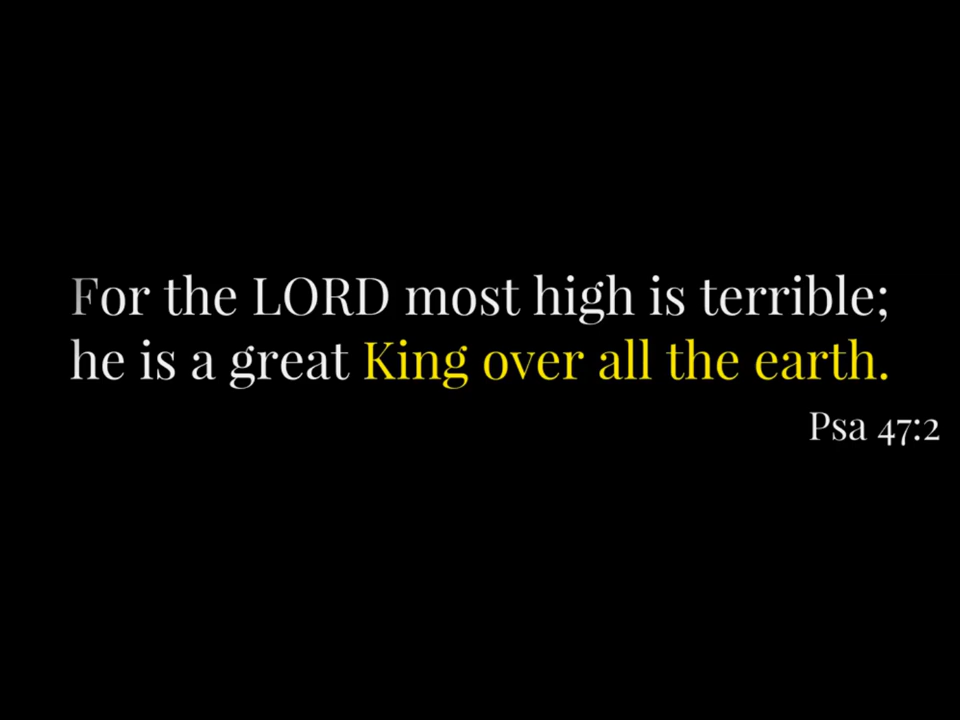 For the LORD most high is terrible;
he is a great King over all the earth.
Psa 47:2